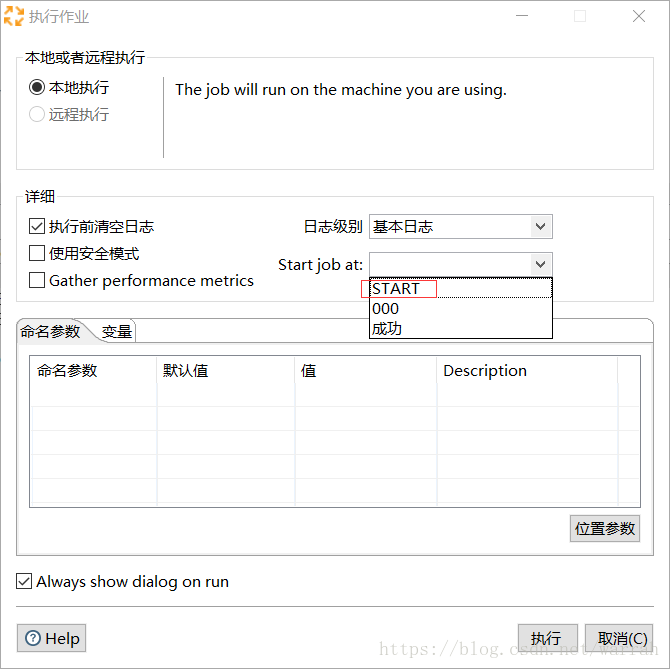 执行作业
本地或者远程执行
本地执行
The job will run on the machine you are using.
远程执行
详细
执行前清空日志
日志级别 基本日志
使用安全模式
Start job at:
Gather performance metrics
START
000
成功
命名参数 变量
命名参数 默认值 值 Description
位置参数
Always show dialog on run
Help 执行 取消(C)
https://blog.csdn.net/warrah